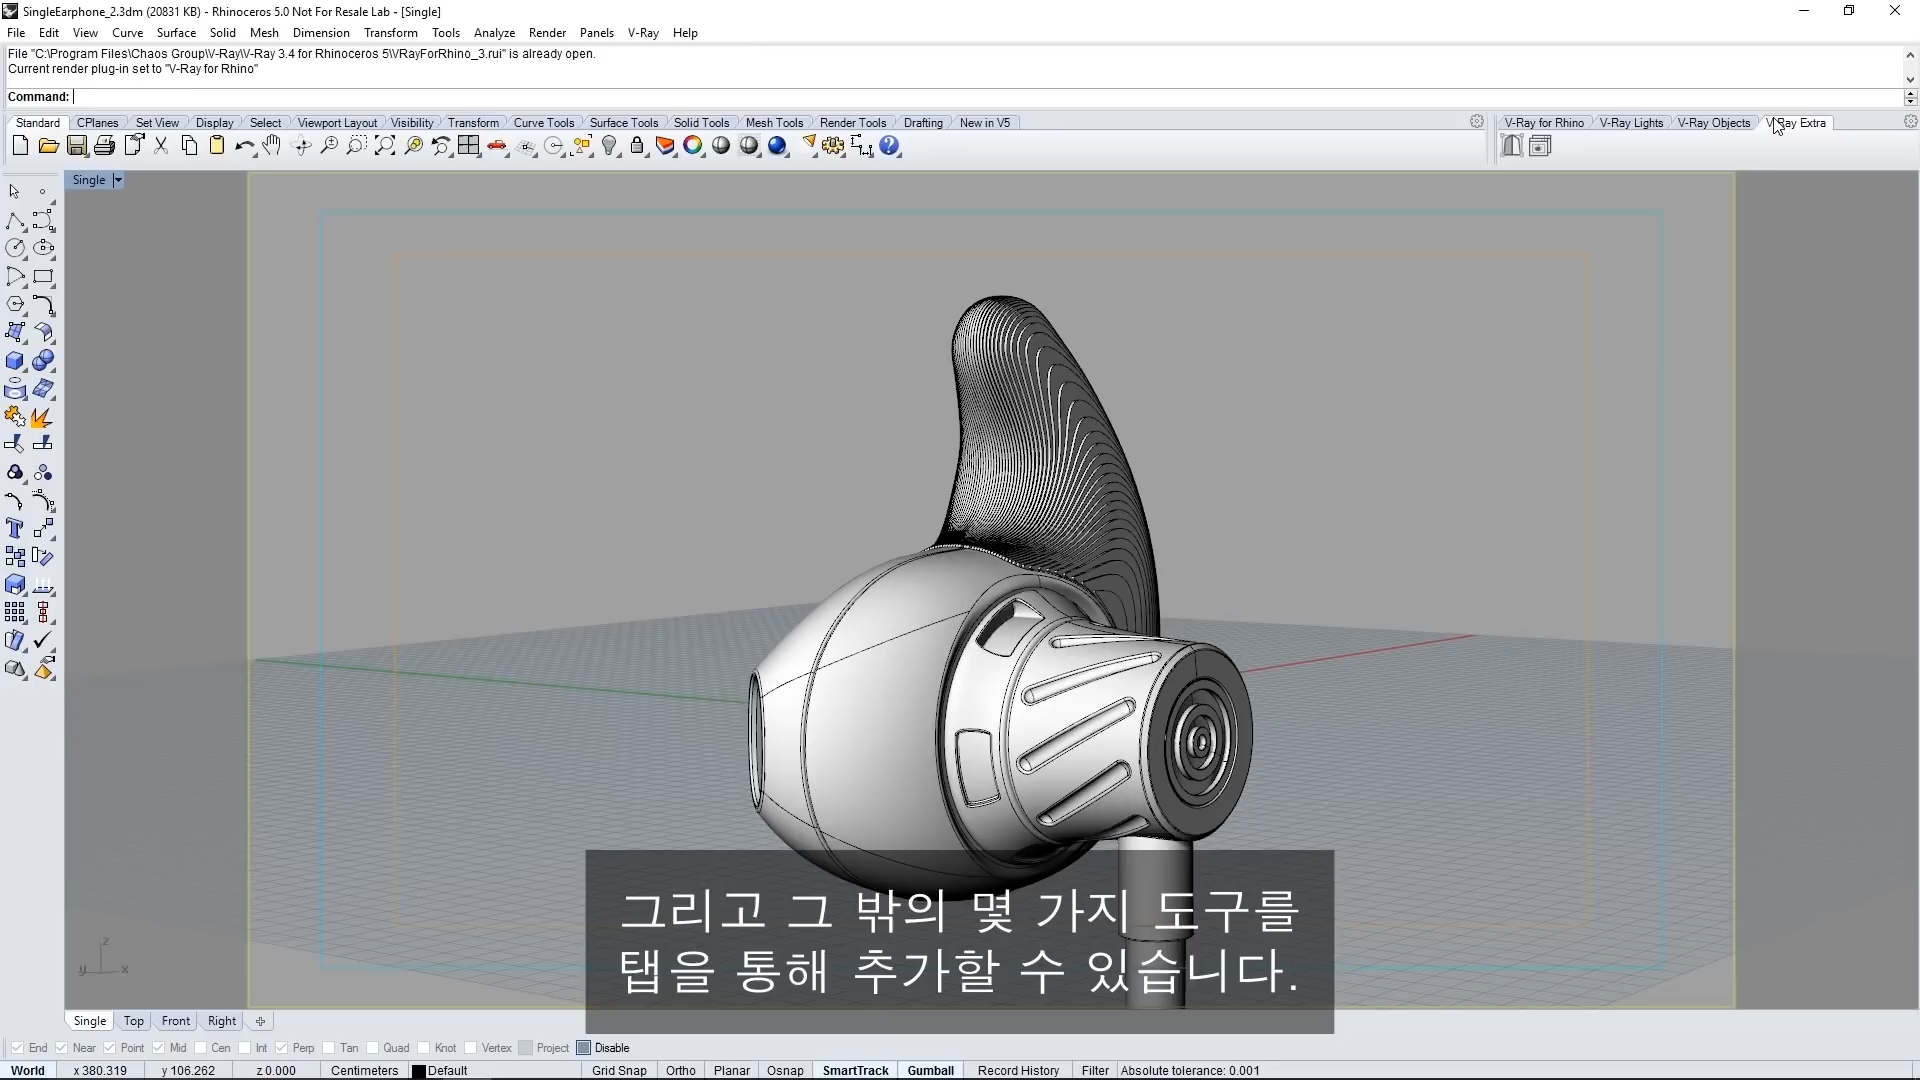 SingleEarphone_2.3dm (20831 KB) - Rhinoceros 5.0 Not For Resale Lab - [Single]
File Edit View Curve Surface Solid Mesh Dimension Transform Tools Analyze Render Panels V-Ray Help
File "C:\Program Files\Chaos Group\V-Ray\V-Ray 3.4 for Rhinoceros 5\VRayForRhino_3.rui" is already open.
Current render plug-in set to "V-Ray for Rhino"
Command:
Standard CPlanes Set View Display Select Viewport Layout Visibility Transform Curve Tools Surface Tools Solid Tools Mesh Tools Render Tools Drafting New in V5 V-Ray for Rhino V-Ray Lights V-Ray Objects V-Ray Extra
Single
그리고 그 밖의 몇 가지 도구를
탭을 통해 추가할 수 있습니다.
z
y x
Single Top Front Right
End Near Point Mid Cen Int Perp Tan Quad Knot Vertex Project Disable
World x 380.319 y 106.262 z 0.000 Centimeters Default Grid Snap Ortho Planar Osnap SmartTrack Gumball Record History Filter Absolute tolerance: 0.001